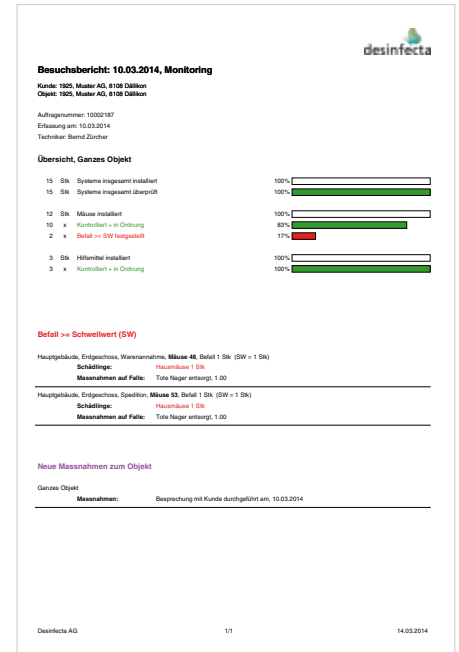 desinfecta
Besuchsbericht: 10.03.2014, Monitoring
Kunde: 1925, Muster AG, 8108 Dällikon
Objekt: 1925, Muster AG, 8108 Dällikon
Auftragsnummer: 10002187
Erfassung am: 10.03.2014
Techniker: Bernd Zürcher
Übersicht, Ganzes Objekt
15 Stk Systeme insgesamt installiert 100%
15 Stk Systeme insgesamt überprüft 100%
12 Stk Mäuse installiert 100%
10 x Kontrolliert + in Ordnung 83%
2 x Befall >= SW festgestellt 17%
3 Stk Hilfsmittel installiert 100%
3 x Kontrolliert + in Ordnung 100%
Befall >= Schwellwert (SW)
Hauptgebäude, Erdgeschoss, Warenannahme, Mäuse 48, Befall 1 Stk (SW = 1 Stk)
Schädlinge: Hausmäuse 1 Stk
Massnahmen auf Falle: Tote Nager entsorgt, 1.00
Hauptgebäude, Erdgeschoss, Spedition, Mäuse 53, Befall 1 Stk (SW = 1 Stk)
Schädlinge: Hausmäuse 1 Stk
Massnahmen auf Falle: Tote Nager entsorgt, 1.00
Neue Massnahmen zum Objekt
Ganzes Objekt
Massnahmen: Besprechung mit Kunde durchgeführt am, 10.03.2014
Desinfecta AG 1/1 14.03.2014